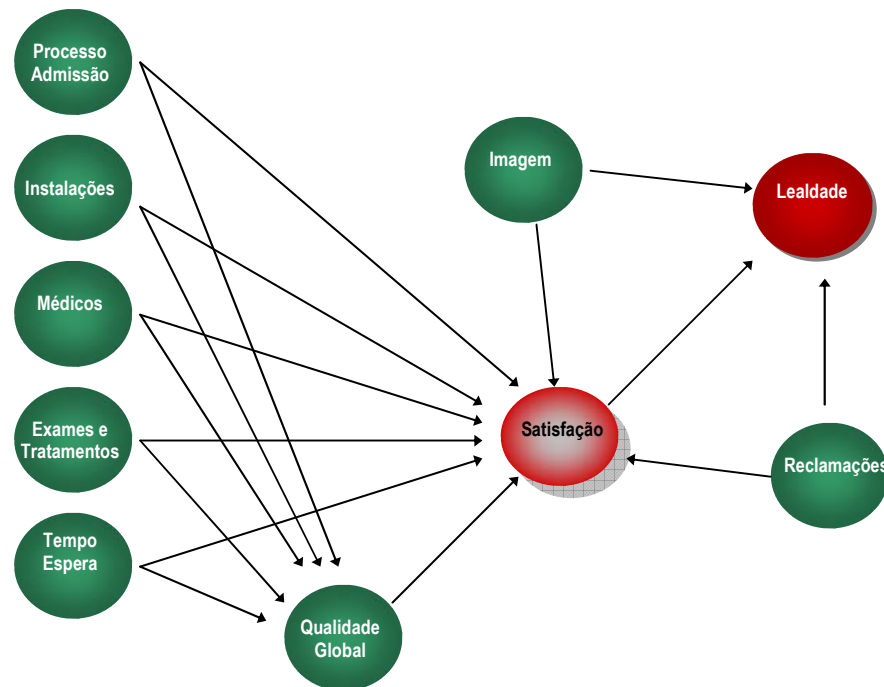 Processo
Admissão
Instalações
Médicos
Exames e
Tratamentos
Tempo
Espera
Qualidade
Global
Imagem
Satisfação
Lealdade
Reclamações